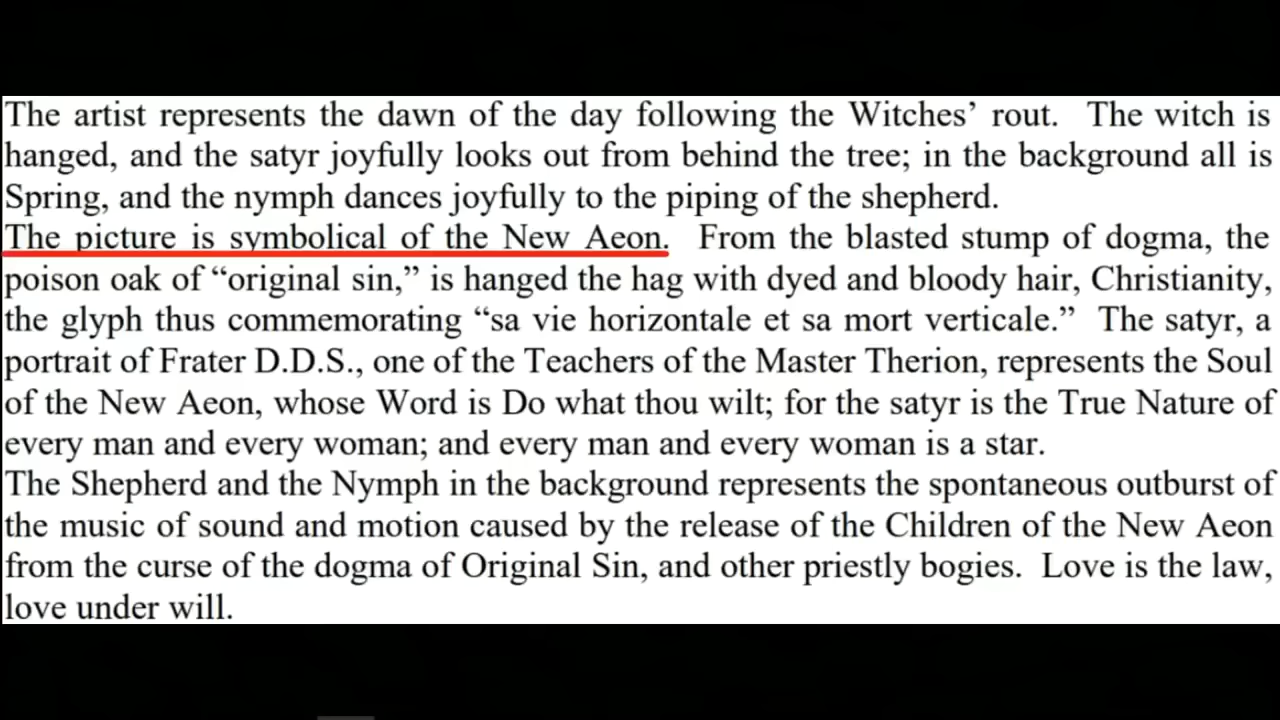 The artist represents the dawn of the day following the Witches’ rout.  The witch is
hanged, and the satyr joyfully looks out from behind the tree; in the background all is
Spring, and the nymph dances joyfully to the piping of the shepherd.
The picture is symbolical of the New Aeon.  From the blasted stump of dogma, the
poison oak of “original sin,” is hanged the hag with dyed and bloody hair, Christianity,
the glyph thus commemorating “sa vie horizontale et sa mort verticale.”  The satyr, a
portrait of Frater D.D.S., one of the Teachers of the Master Therion, represents the Soul
of the New Aeon, whose Word is Do what thou wilt; for the satyr is the True Nature of
every man and every woman; and every man and every woman is a star.
The Shepherd and the Nymph in the background represents the spontaneous outburst of
the music of sound and motion caused by the release of the Children of the New Aeon
from the curse of the dogma of Original Sin, and other priestly bogies.  Love is the law,
love under will.